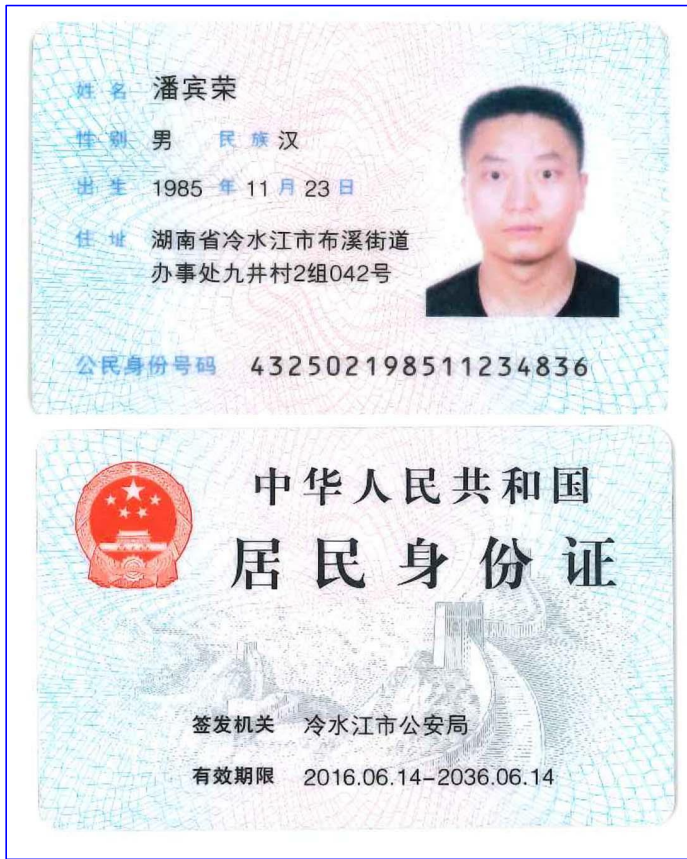 姓名 潘宾荣
性别 男 民族 汉
出生 1985 年 11 月 23 日
住址 湖南省冷水江市布溪街道
办事处九井村2组042号
公民身份号码 432502198511234836
中华人民共和国
居民身份证
签发机关 冷水江市公安局
有效期限 2016.06.14-2036.06.14